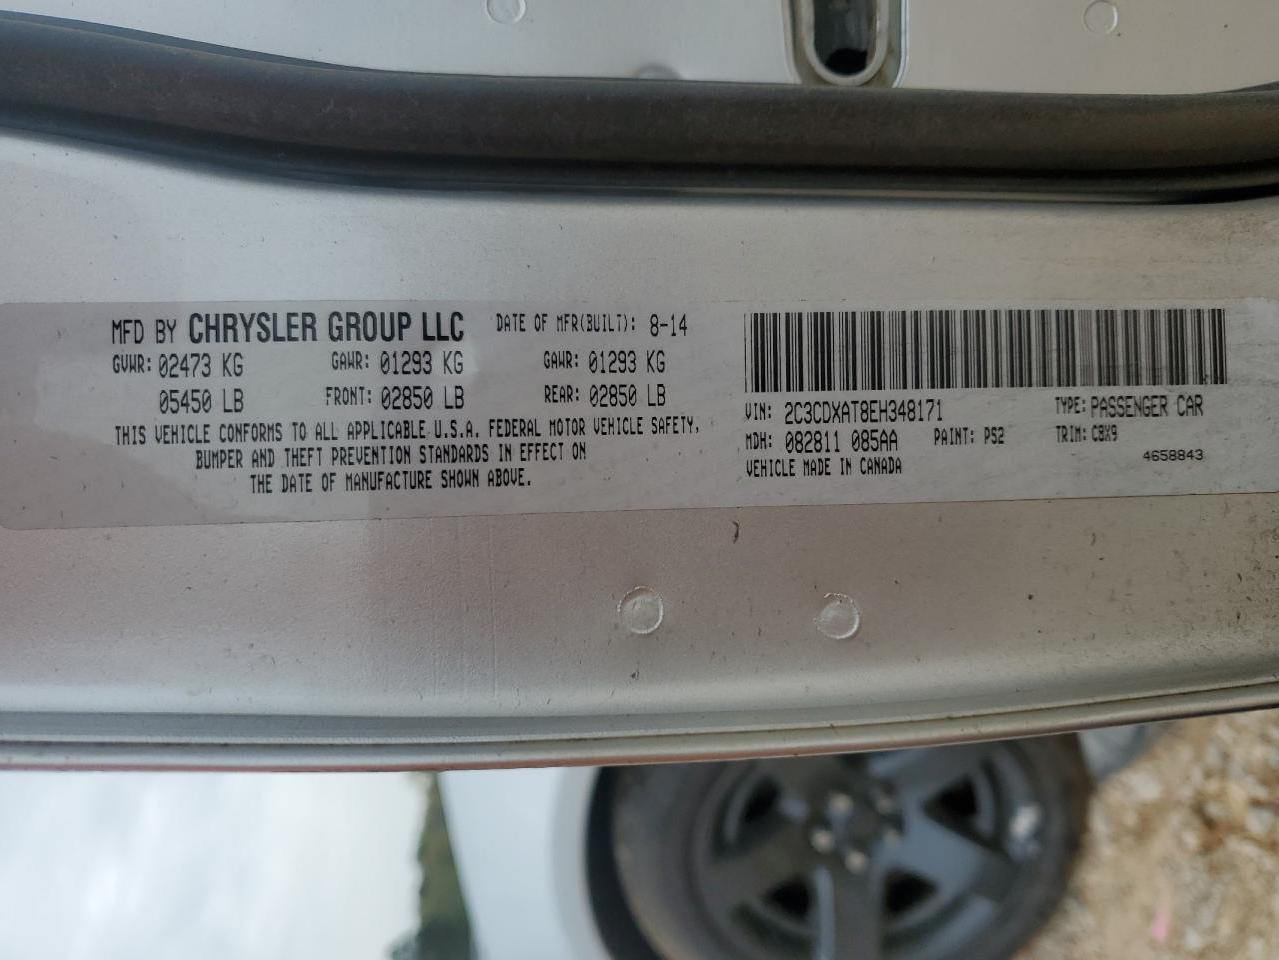 MFD BY CHRYSLER GROUP LLC DATE OF MFR(BUILT): 8-14
GVWR: 02473 KG GAWR: 01293 KG GAWR: 01293 KG
05450 LB FRONT: 02850 LB REAR: 02850 LB
THIS VEHICLE CONFORMS TO ALL APPLICABLE U.S.A. FEDERAL MOTOR VEHICLE SAFETY,
BUMPER AND THEFT PREVENTION STANDARDS IN EFFECT ON
THE DATE OF MANUFACTURE SHOWN ABOVE.
VIN: 2C3CDXAT8EH348171 TYPE: PASSENGER CAR
MDH: 082811 085AA PAINT: PS2 TRIM: C8X9
VEHICLE MADE IN CANADA 4658843